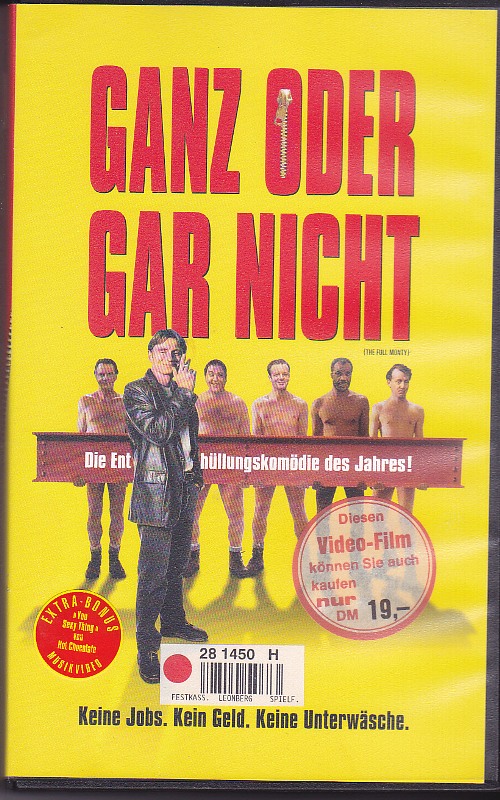 GANZ ODER
GAR NICHT
(THE FULL MONTY)
Die Ent hüllungskomödie des Jahres!
Diesen
Video-Film
können Sie auch
kaufen
nur
DM 19,–
EXTRA-BONUS
»You
Sexy Thing«
von
Hot Chocolate
MUSIKVIDEO
28 1450 H
FESTKASS. LEONBERG SPIELF.
Keine Jobs. Kein Geld. Keine Unterwäsche.